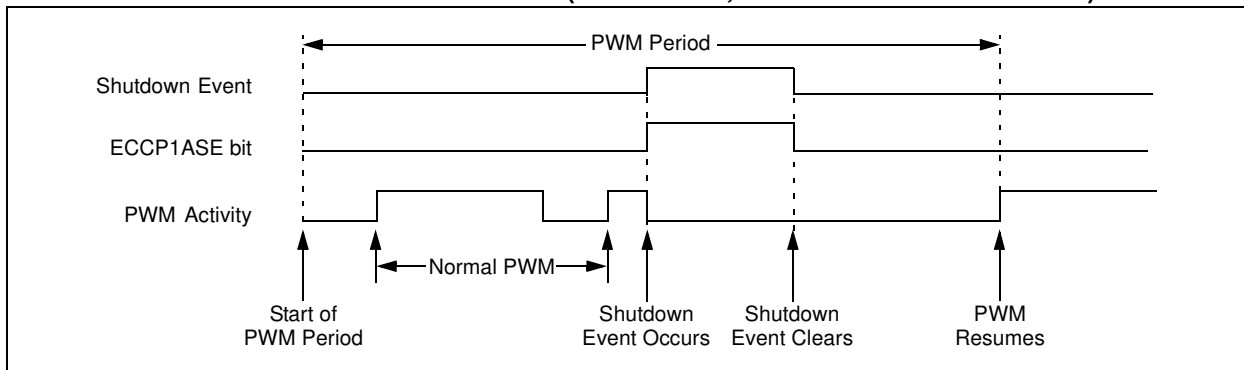 PWM Period
Shutdown Event
ECCP1ASE bit
PWM Activity
Normal PWM
Start of
PWM Period
Shutdown
Event Occurs
Shutdown
Event Clears
PWM
Resumes